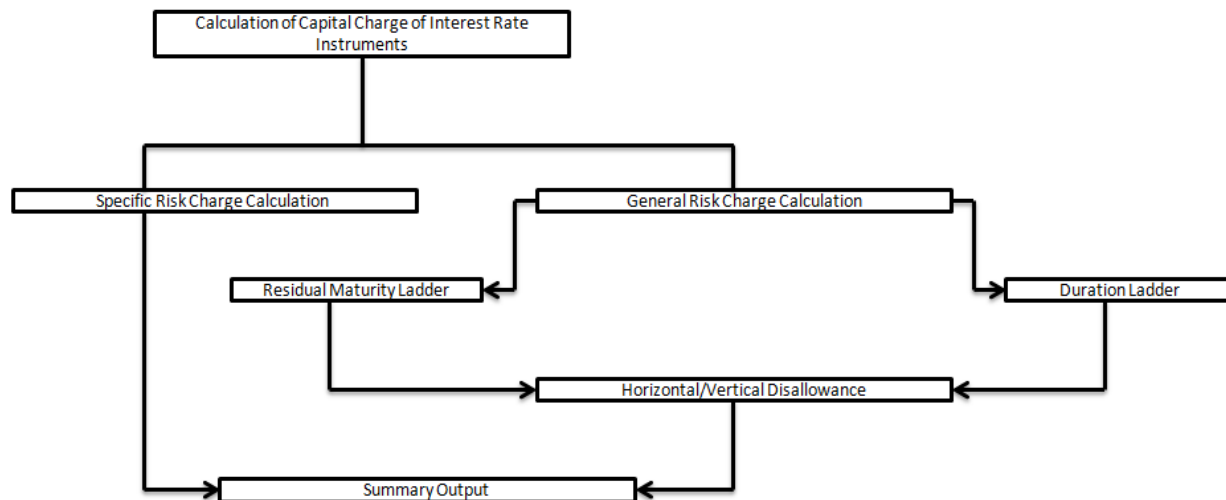 Calculation of Capital Charge of Interest Rate
Instruments
Specific Risk Charge Calculation
General Risk Charge Calculation
Residual Maturity Ladder
Duration Ladder
Horizontal/Vertical Disallowance
Summary Output